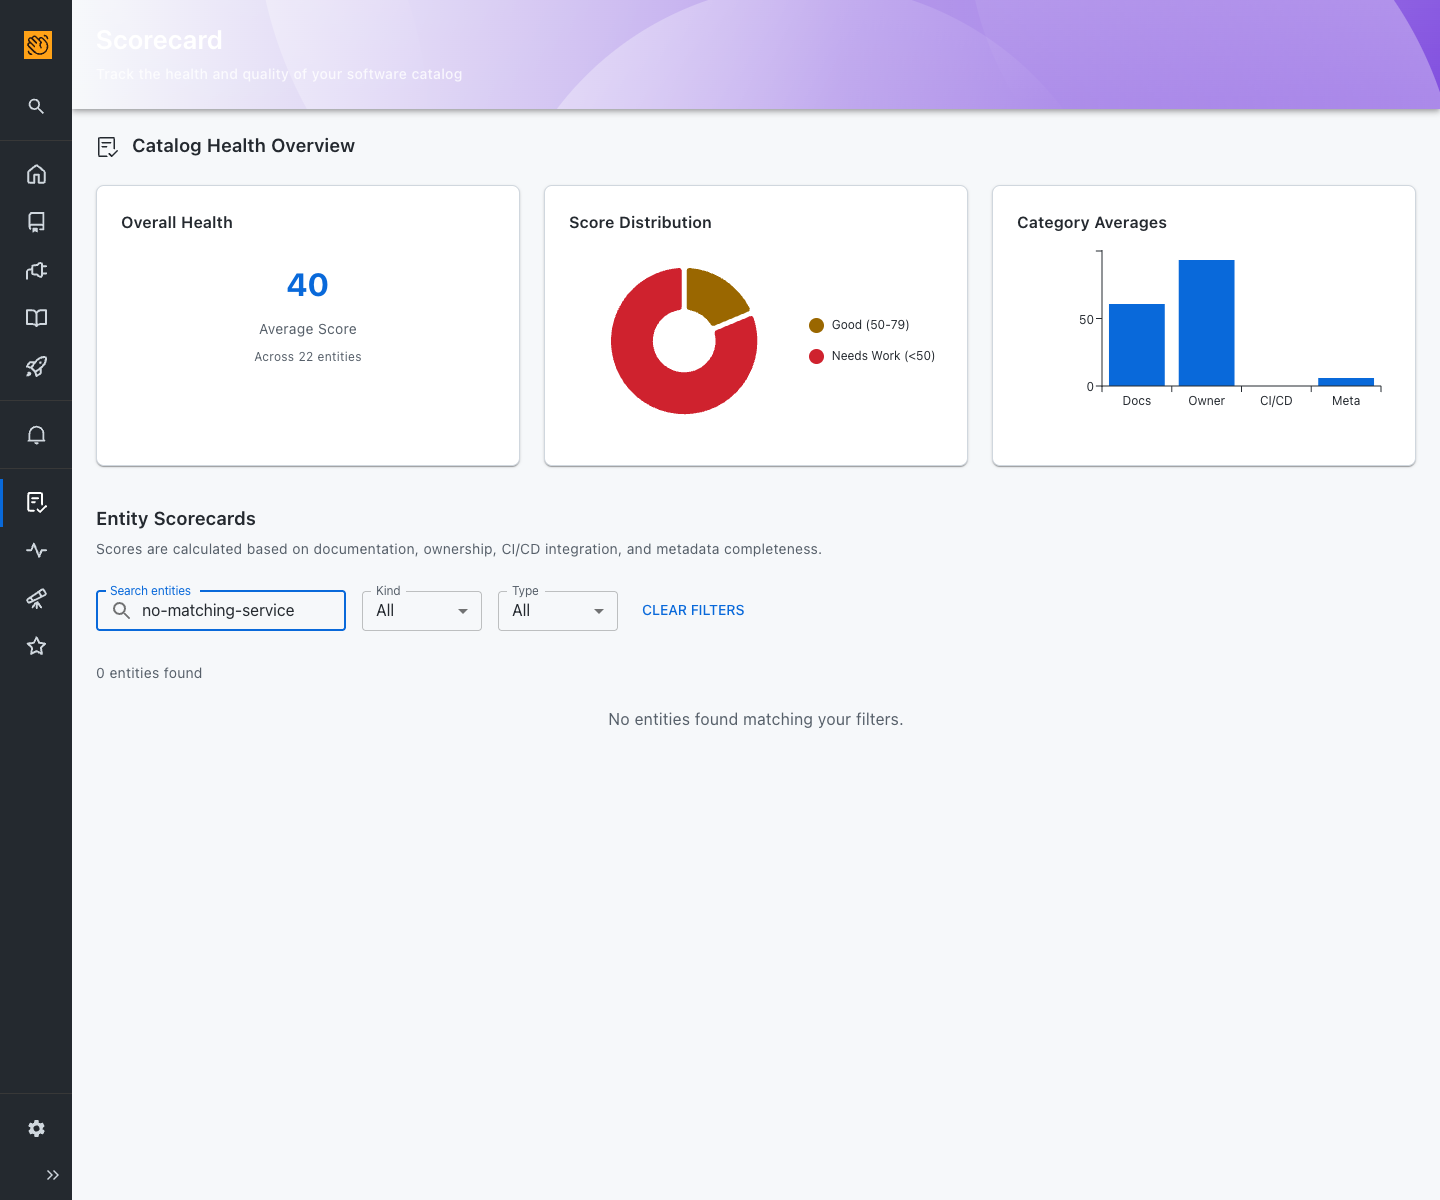 Scorecard
Track the health and quality of your software catalog
Catalog Health Overview
Overall Health
40
Average Score
Across 22 entities
Score Distribution
Good (50-79)
Needs Work (<50)
Category Averages
50
0
Docs
Owner
CI/CD
Meta
Entity Scorecards
Scores are calculated based on documentation, ownership, CI/CD integration, and metadata completeness.
Search entities
no-matching-service
Kind
All
Type
All
CLEAR FILTERS
0 entities found
No entities found matching your filters.